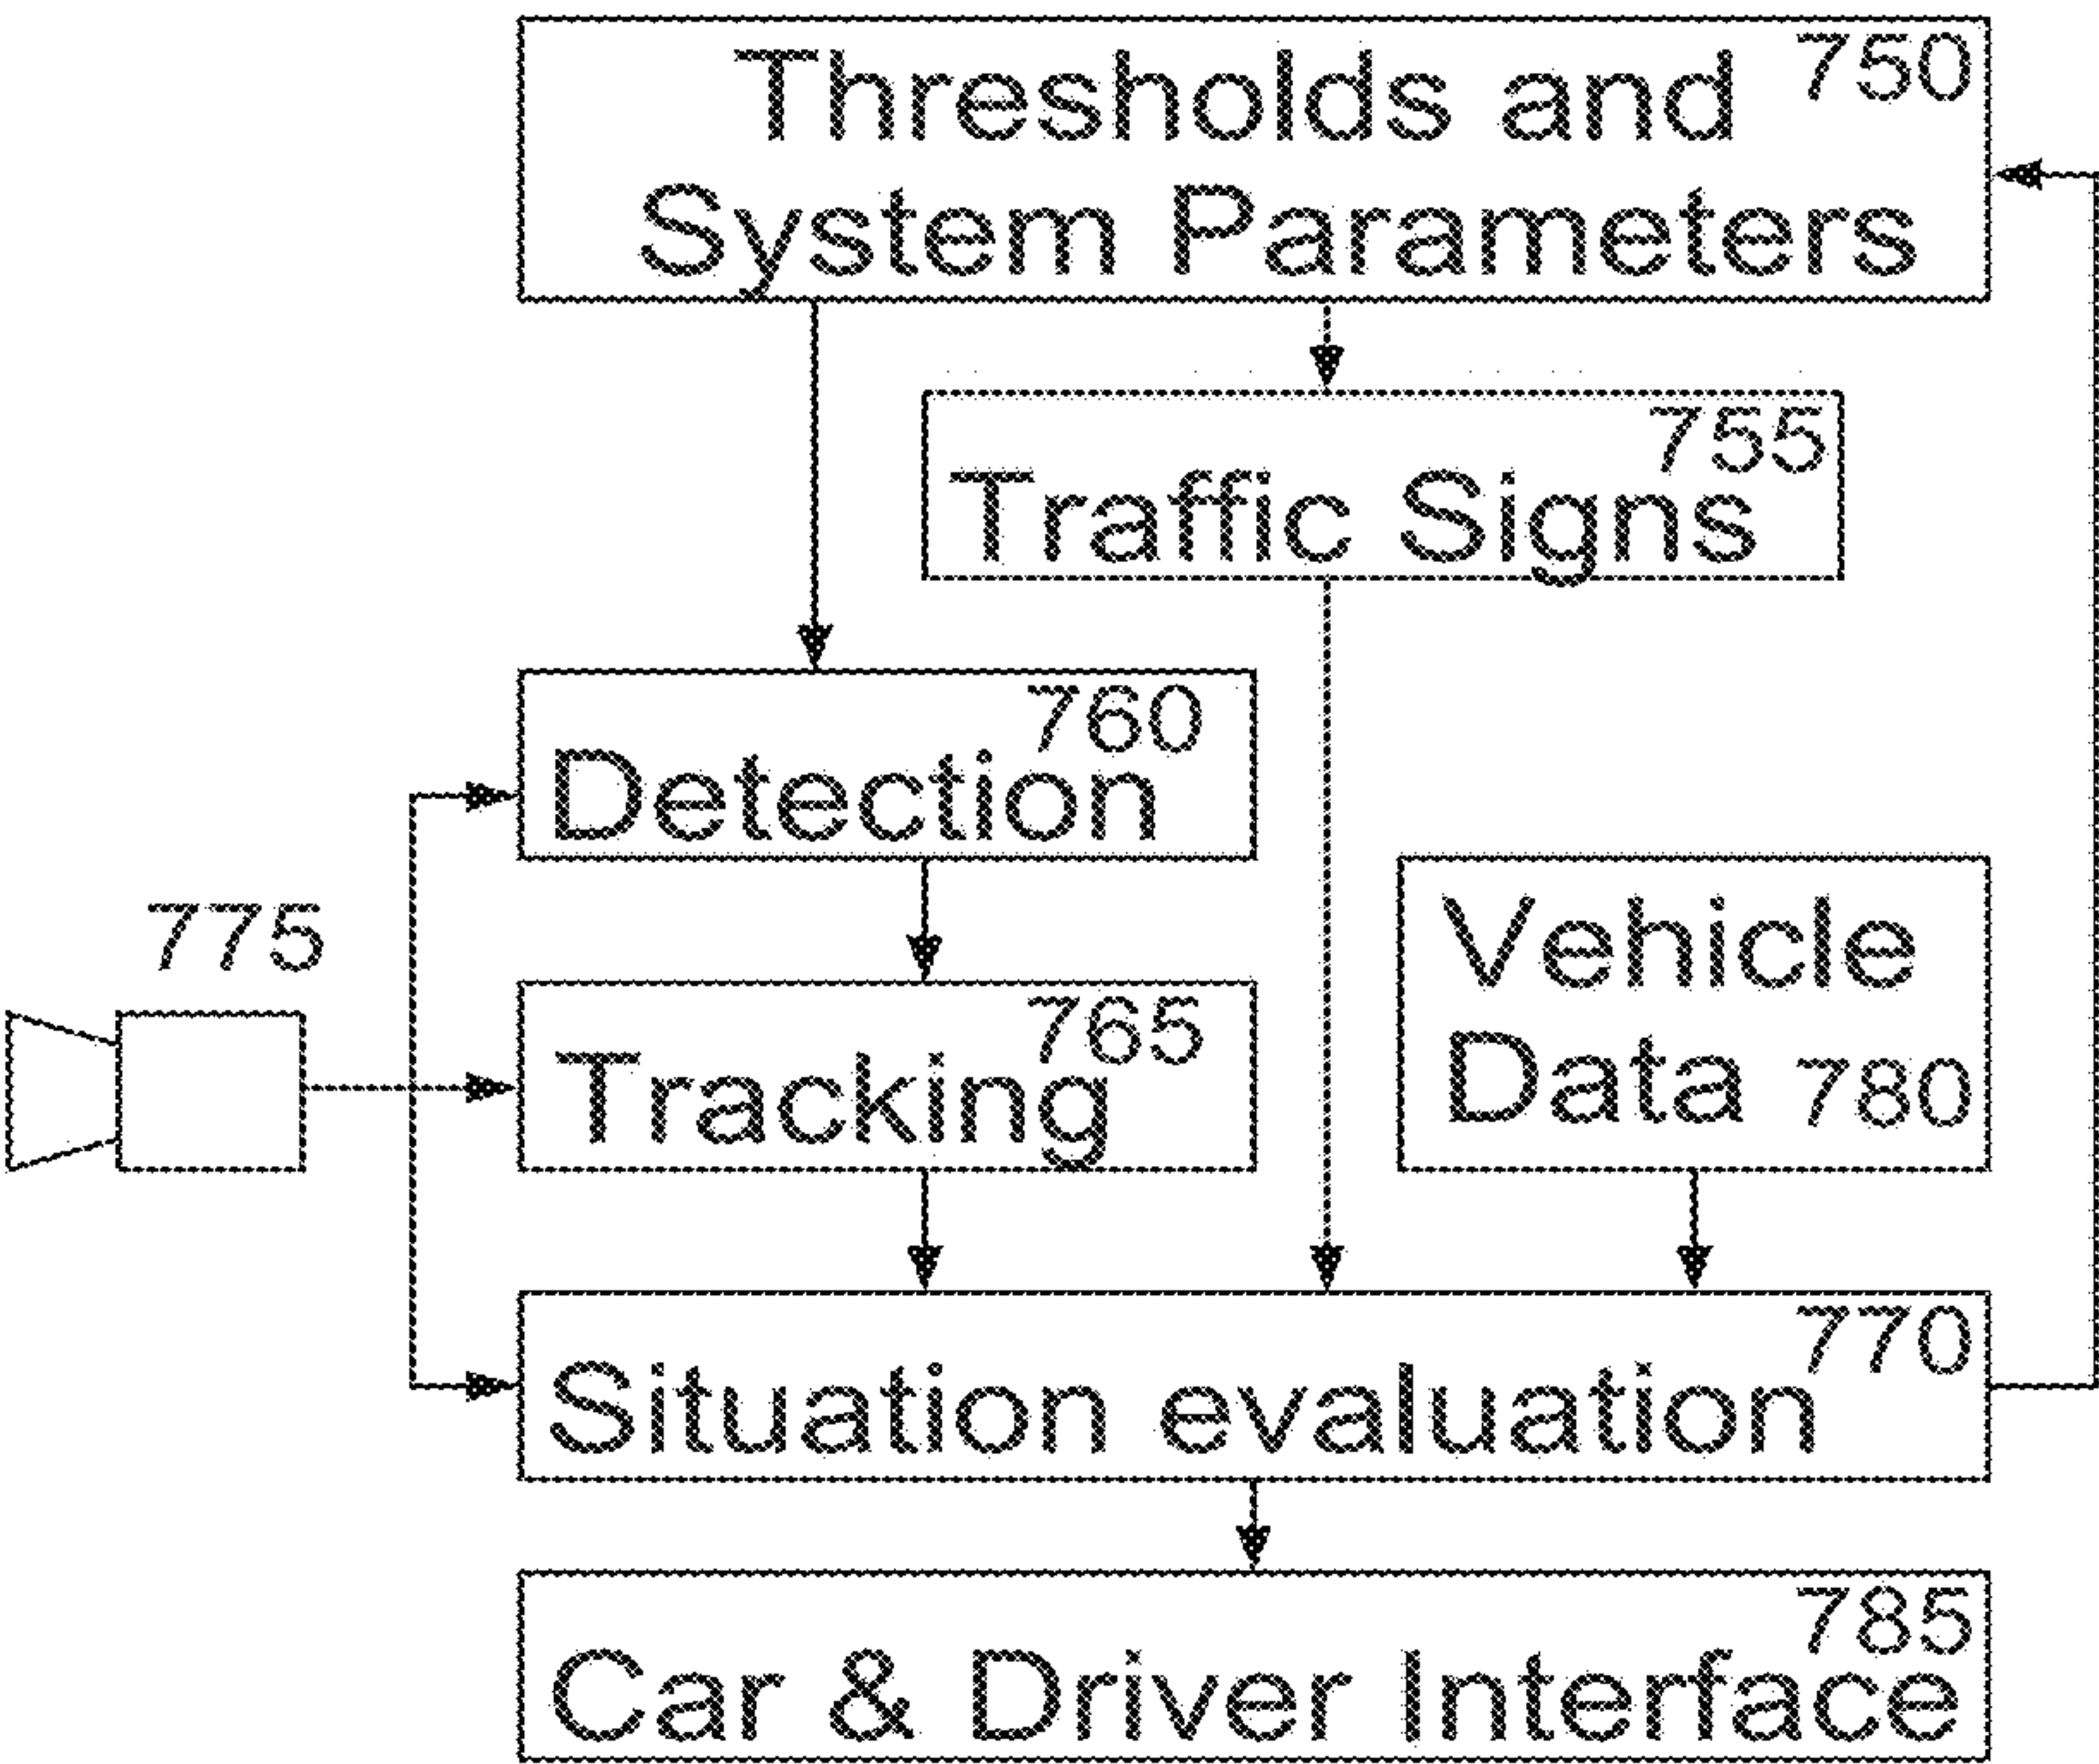 750
Thresholds and
System Parameters
755
Traffic Signs
760
Detection
775
765
Tracking
Vehicle
Data 780
770
Situation evaluation
785
Car & Driver Interface